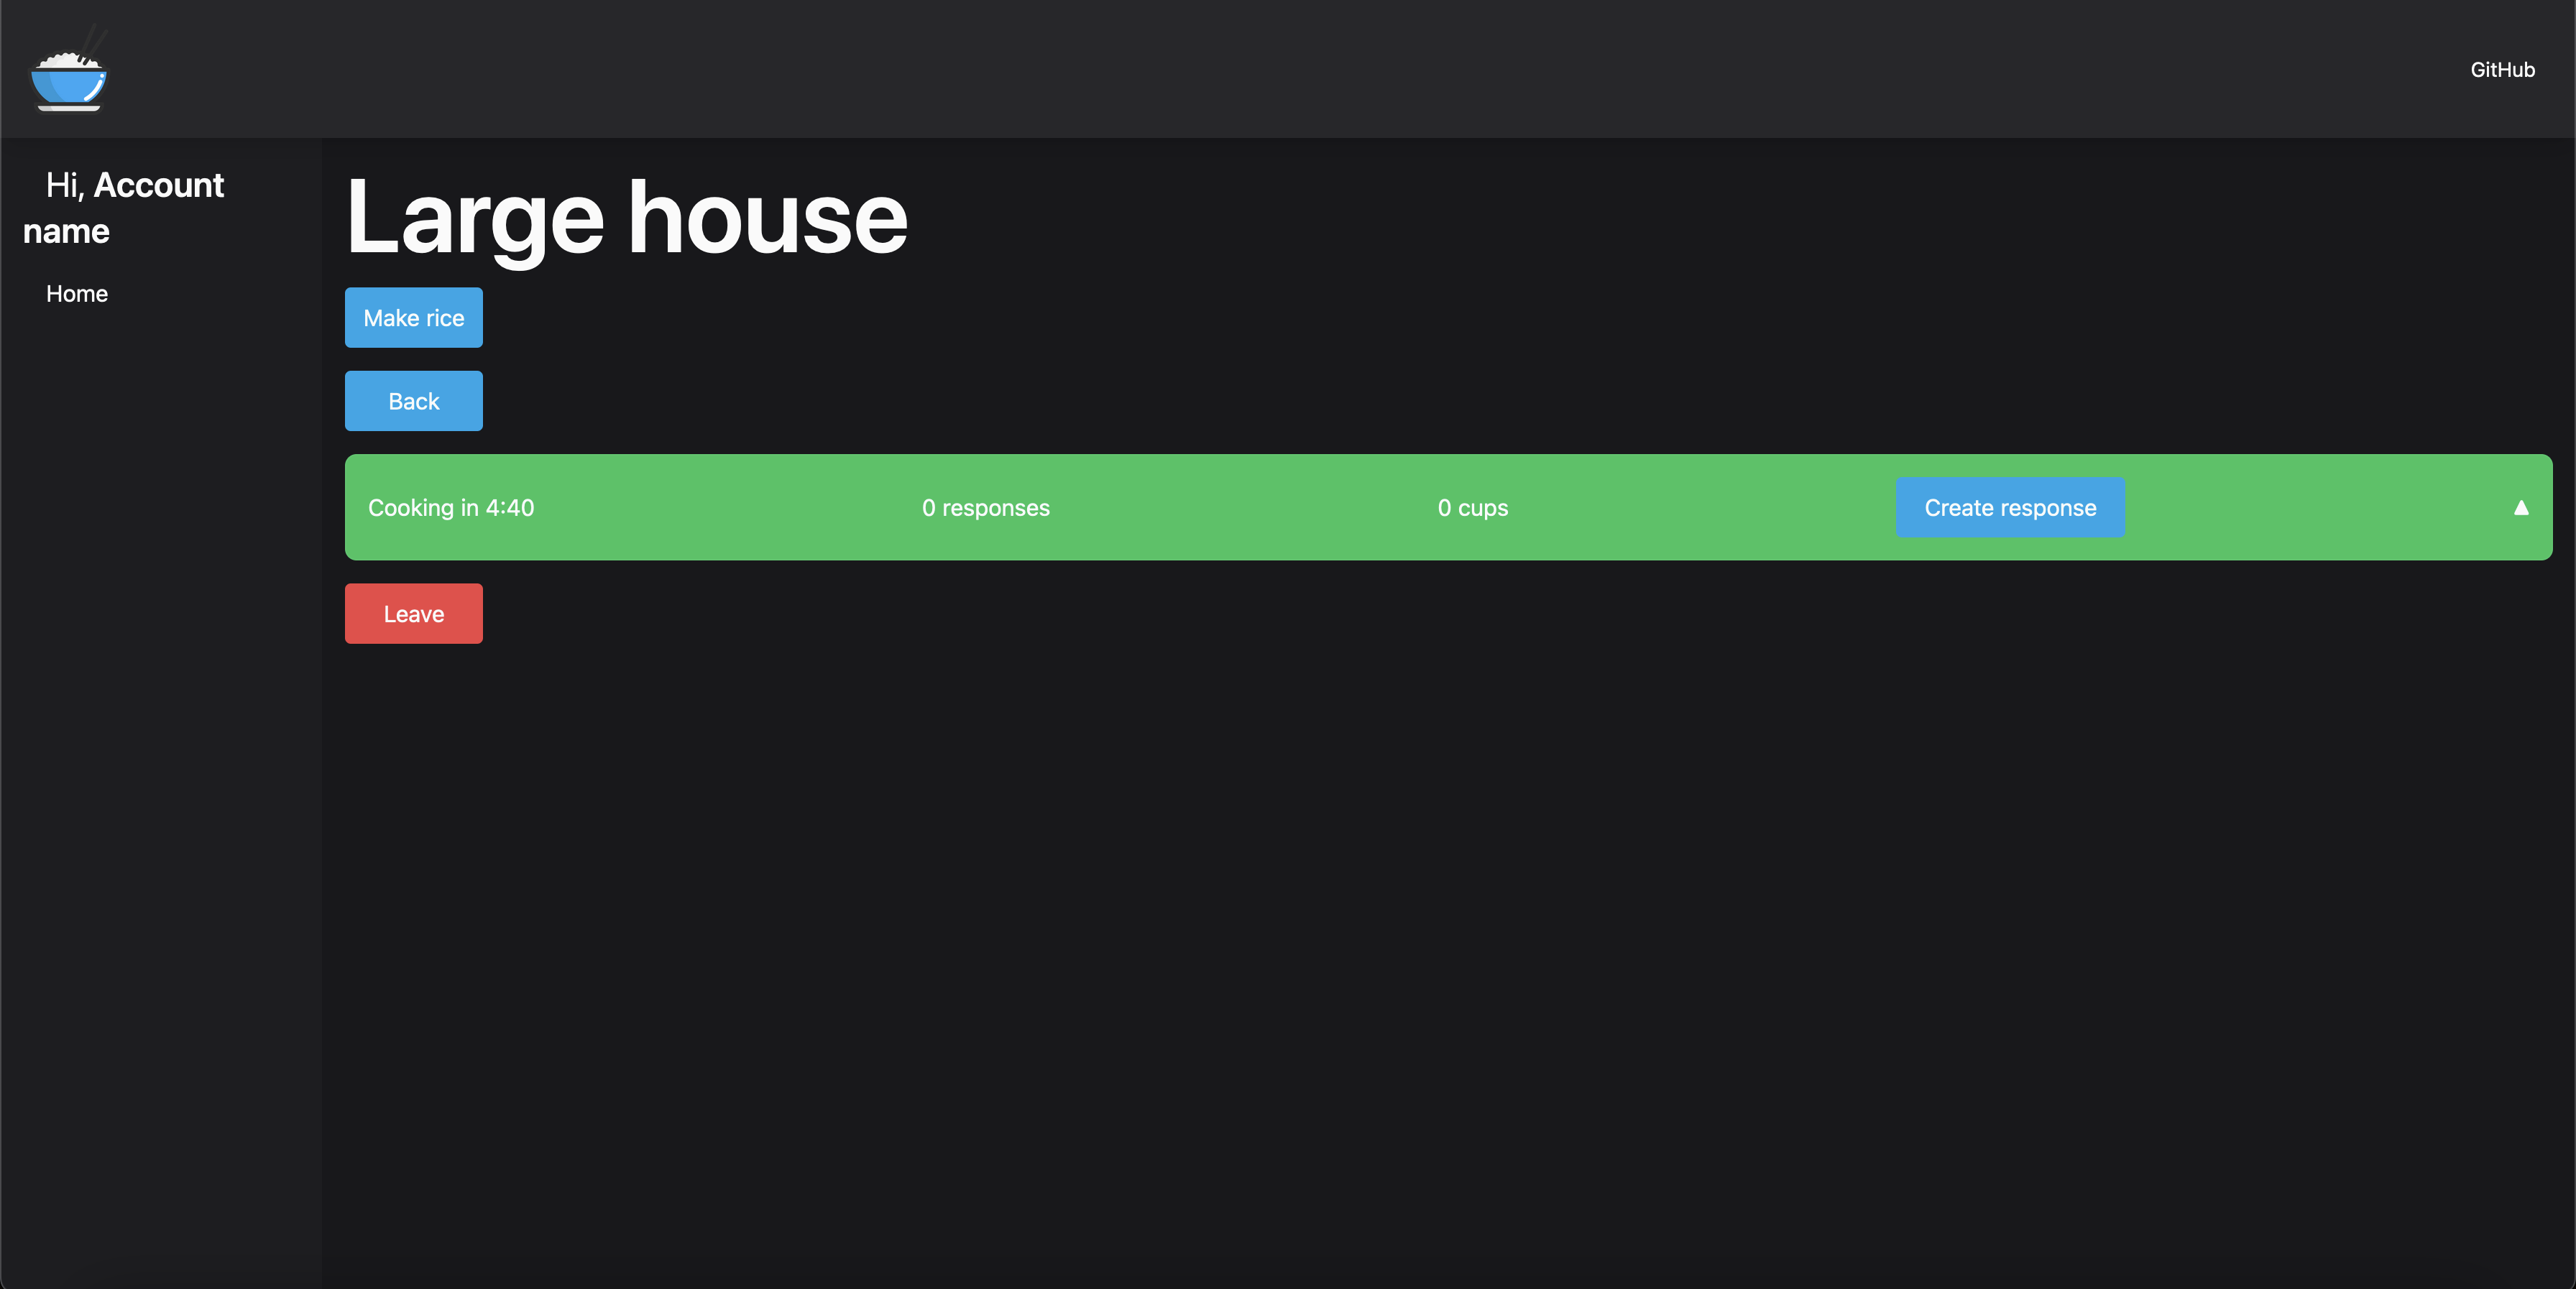 GitHub
Hi, Account
name
Home
Large house
Make rice
Back
Cooking in 4:40 0 responses 0 cups Create response ▲
Leave